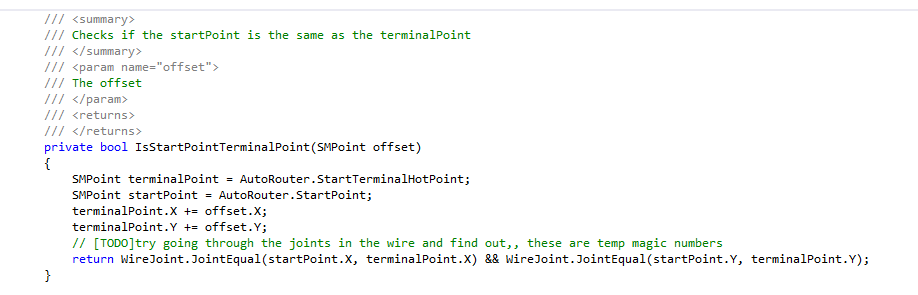 /// <summary>
/// Checks if the startPoint is the same as the terminalPoint
/// </summary>
/// <param name="offset">
/// The offset
/// </param>
/// <returns>
/// </returns>
private bool IsStartPointTerminalPoint(SMPoint offset)
{
    SMPoint terminalPoint = AutoRouter.StartTerminalHotPoint;
    SMPoint startPoint = AutoRouter.StartPoint;
    terminalPoint.X += offset.X;
    terminalPoint.Y += offset.Y;
    // [TODO]try going through the joints in the wire and find out,, these are temp magic numbers
    return WireJoint.JointEqual(startPoint.X, terminalPoint.X) && WireJoint.JointEqual(startPoint.Y, terminalPoint.Y);
}